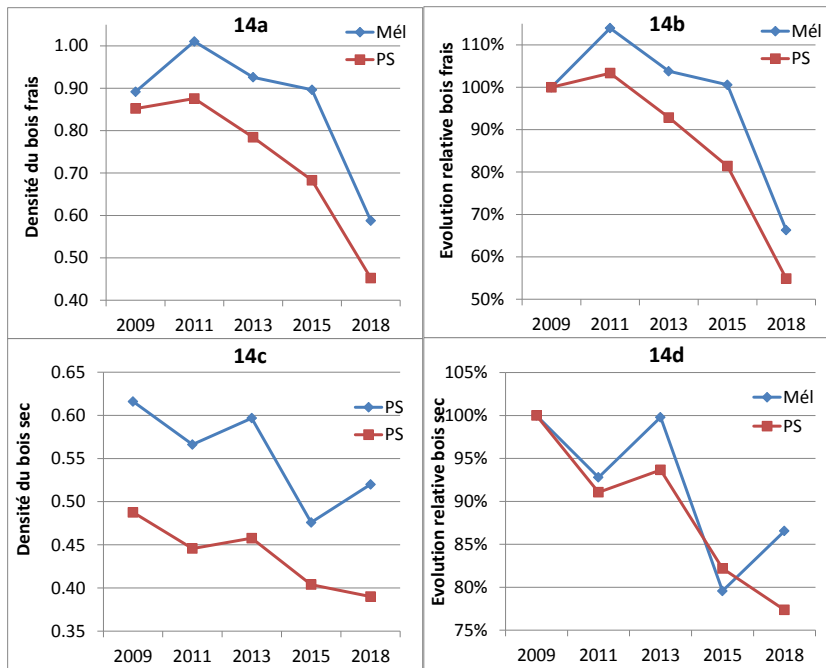 14a
Densité du bois frais
1.00
0.90
0.80
0.70
0.60
0.50
0.40
2009 2011 2013 2015 2018
Mél
PS
14b
Evolution relative bois frais
110%
100%
90%
80%
70%
60%
50%
2009 2011 2013 2015 2018
Mél
PS
14c
Densité du bois sec
0.65
0.60
0.55
0.50
0.45
0.40
0.35
2009 2011 2013 2015 2018
PS
PS
14d
Evolution relative bois sec
105%
100%
95%
90%
85%
80%
75%
2009 2011 2013 2015 2018
Mél
PS